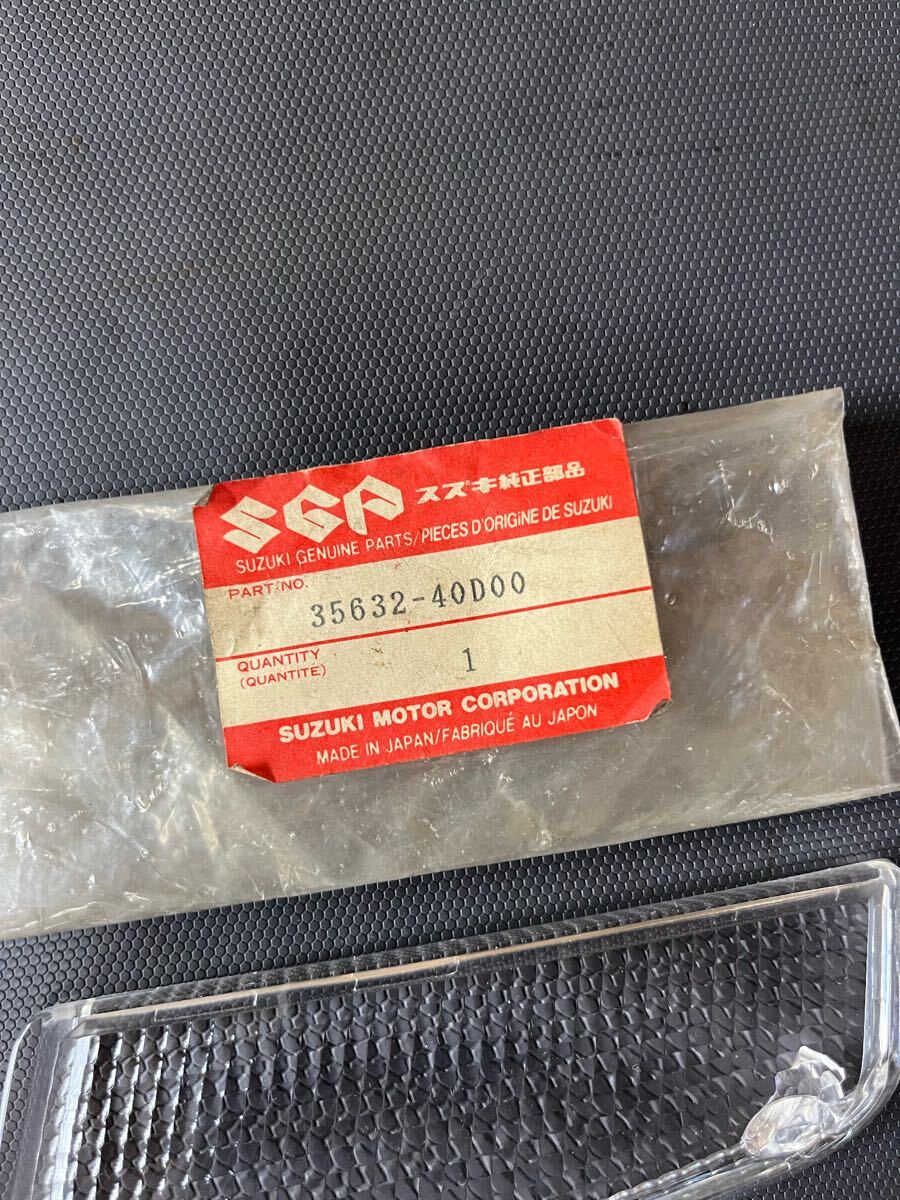 SGP スズキ純正部品
SUZUKI GENUINE PARTS/PIECES D'ORIGINE DE SUZUKI
PART NO.
35632-40D00
QUANTITY
(QUANTITÉ)
1
SUZUKI MOTOR CORPORATION
MADE IN JAPAN/FABRIQUÉ AU JAPON